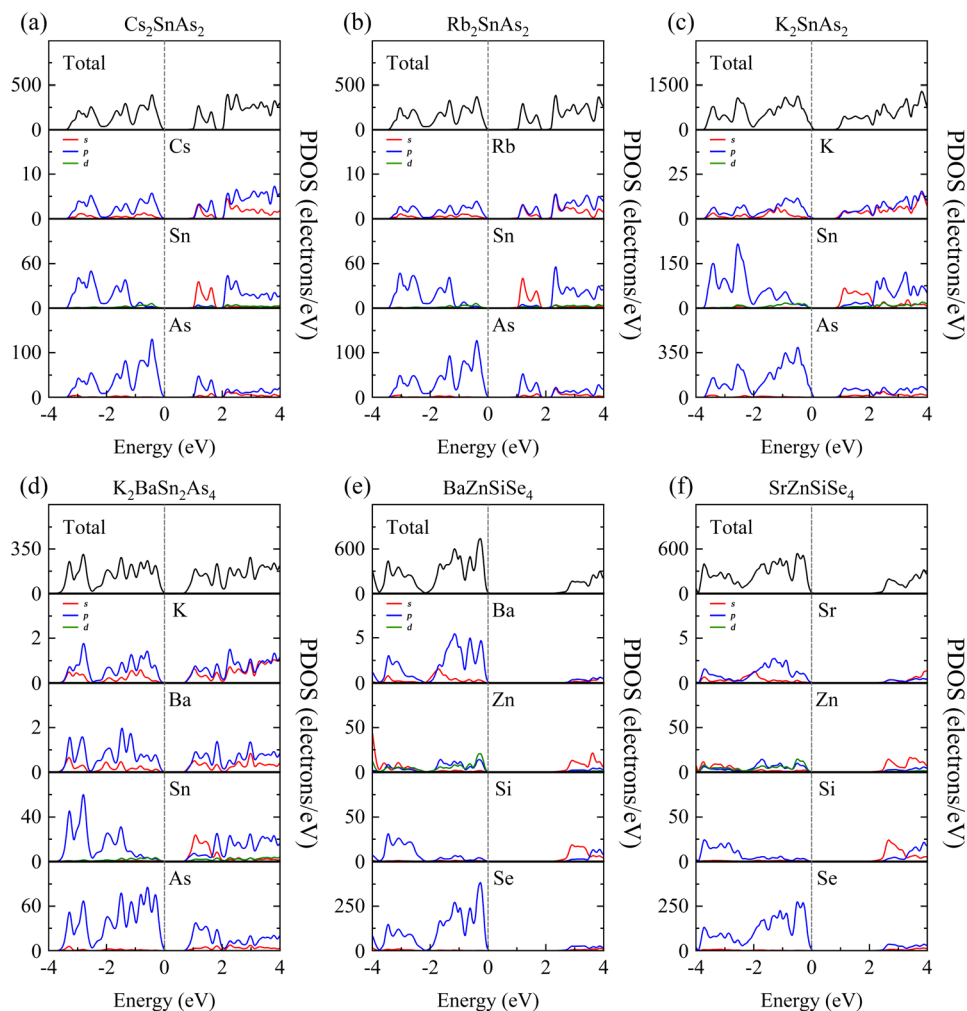 (a) Cs₂SnAs₂
Total
500
0
Cs
s
p
d
10
0
Sn
60
0
As
100
0
-4 -2 0 2 4
Energy (eV)
PDOS (electrons/eV)
(b) Rb₂SnAs₂
Total
500
0
Rb
s
p
d
10
0
Sn
60
0
As
100
0
-4 -2 0 2 4
Energy (eV)
PDOS (electrons/eV)
(c) K₂SnAs₂
Total
1500
0
K
s
p
d
25
0
Sn
150
0
As
350
0
-4 -2 0 2 4
Energy (eV)
PDOS (electrons/eV)
(d) K₂BaSn₂As₄
Total
350
0
K
s
p
d
2
0
Ba
2
0
Sn
40
0
As
60
0
-4 -2 0 2 4
Energy (eV)
PDOS (electrons/eV)
(e) BaZnSiSe₄
Total
600
0
Ba
s
p
d
5
0
Zn
50
0
Si
50
0
Se
250
0
-4 -2 0 2 4
Energy (eV)
PDOS (electrons/eV)
(f) SrZnSiSe₄
Total
600
0
Sr
s
p
d
5
0
Zn
50
0
Si
50
0
Se
250
0
-4 -2 0 2 4
Energy (eV)
PDOS (electrons/eV)